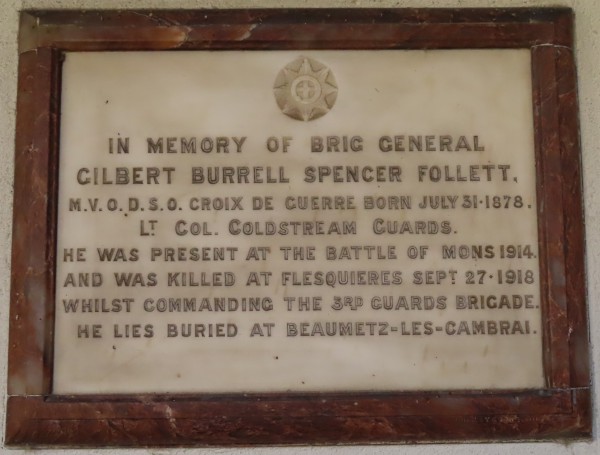 IN MEMORY OF BRIG GENERAL
GILBERT BURRELL SPENCER FOLLETT.
M.V.O. D.S.O. CROIX DE GUERRE BORN JULY 31·1878.
LT COL. COLDSTREAM GUARDS.
HE WAS PRESENT AT THE BATTLE OF MONS 1914.
AND WAS KILLED AT FLESQUIERES SEPT 27·1918
WHILST COMMANDING THE 3RD GUARDS BRIGADE.
HE LIES BURIED AT BEAUMETZ-LES-CAMBRAI.